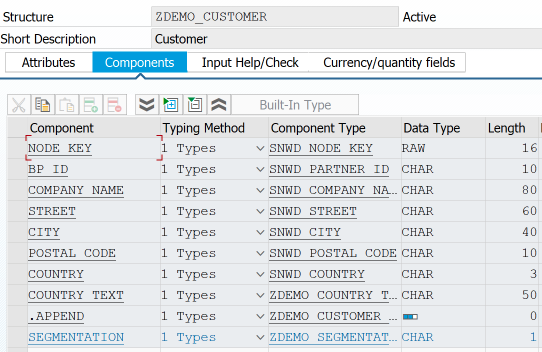 Structure ZDEMO_CUSTOMER Active
Short Description Customer
Attributes Components Input Help/Check Currency/quantity fields
Built-In Type
Component Typing Method Component Type Data Type Length
NODE_KEY 1 Types SNWD_NODE_KEY RAW 16
BP_ID 1 Types SNWD_PARTNER_ID CHAR 10
COMPANY_NAME 1 Types SNWD_COMPANY_NA… CHAR 80
STREET 1 Types SNWD_STREET CHAR 60
CITY 1 Types SNWD_CITY CHAR 40
POSTAL_CODE 1 Types SNWD_POSTAL_CODE CHAR 10
COUNTRY 1 Types SNWD_COUNTRY CHAR 3
COUNTRY_TEXT 1 Types ZDEMO_COUNTRY_T… CHAR 50
.APPEND 1 Types ZDEMO_CUSTOMER_… 0
SEGMENTATION 1 Types ZDEMO_SEGMENTAT… CHAR 1